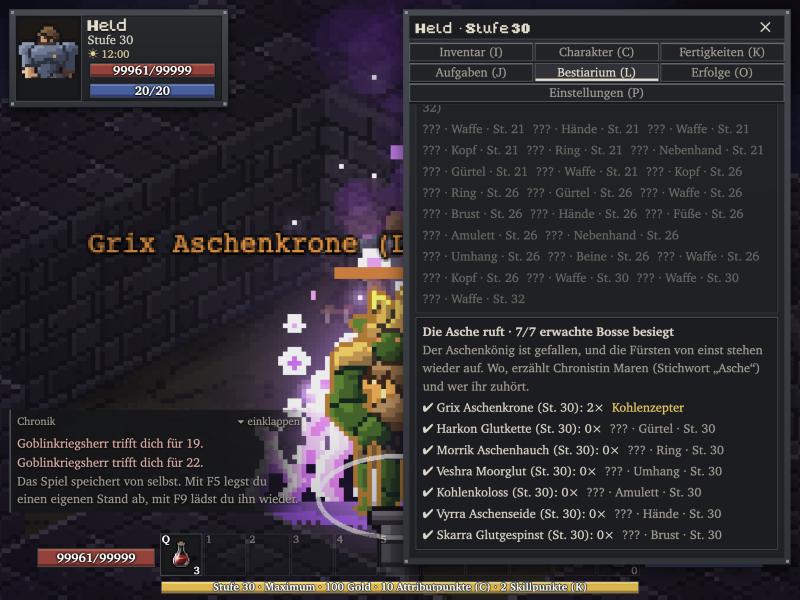 Held
Stufe 30
12:00
99961/99999
20/20
Held · Stufe 30
Inventar (I)
Charakter (C)
Fertigkeiten (K)
Aufgaben (J)
Bestiarium (L)
Erfolge (O)
Einstellungen (P)
32)
??? · Waffe · St. 21 ??? · Hände · St. 21 ??? · Waffe · St. 21
??? · Kopf · St. 21 ??? · Ring · St. 21 ??? · Nebenhand · St. 21
??? · Gürtel · St. 21 ??? · Waffe · St. 21 ??? · Kopf · St. 26
??? · Ring · St. 26 ??? · Gürtel · St. 26 ??? · Waffe · St. 26
??? · Brust · St. 26 ??? · Hände · St. 26 ??? · Füße · St. 26
??? · Amulett · St. 26 ??? · Nebenhand · St. 26
??? · Umhang · St. 26 ??? · Beine · St. 26 ??? · Waffe · St. 26
??? · Kopf · St. 26 ??? · Waffe · St. 30 ??? · Waffe · St. 30
??? · Waffe · St. 32
Die Asche ruft · 7/7 erwachte Bosse besiegt
Der Aschenkönig ist gefallen, und die Fürsten von einst stehen
wieder auf. Wo, erzählt Chronistin Maren (Stichwort „Asche“)
und wer ihr zuhört.
✔ Grix Aschenkrone (St. 30): 2× Kohlenzepter
✔ Harkon Glutkette (St. 30): 0× ??? · Gürtel · St. 30
✔ Morrik Aschenhauch (St. 30): 0× ??? · Ring · St. 30
✔ Veshra Moorglut (St. 30): 0× ??? · Umhang · St. 30
✔ Kohlenkoloss (St. 30): 0× ??? · Amulett · St. 30
✔ Vyrra Aschenseide (St. 30): 0× ??? · Hände · St. 30
✔ Skarra Glutgespinst (St. 30): 0× ??? · Brust · St. 30
Grix Aschenkrone
Chronik
einklappen
Goblinkriegsherr trifft dich für 19.
Goblinkriegsherr trifft dich für 22.
Das Spiel speichert von selbst. Mit F5 legst du
einen eigenen Stand ab, mit F9 lädst du ihn wieder.
99961/99999
Q
3
1
2
3
4
5
0
Stufe 30 · Maximum · 100 Gold · 10 Attributpunkte (C) · 2 Skillpunkte (K)